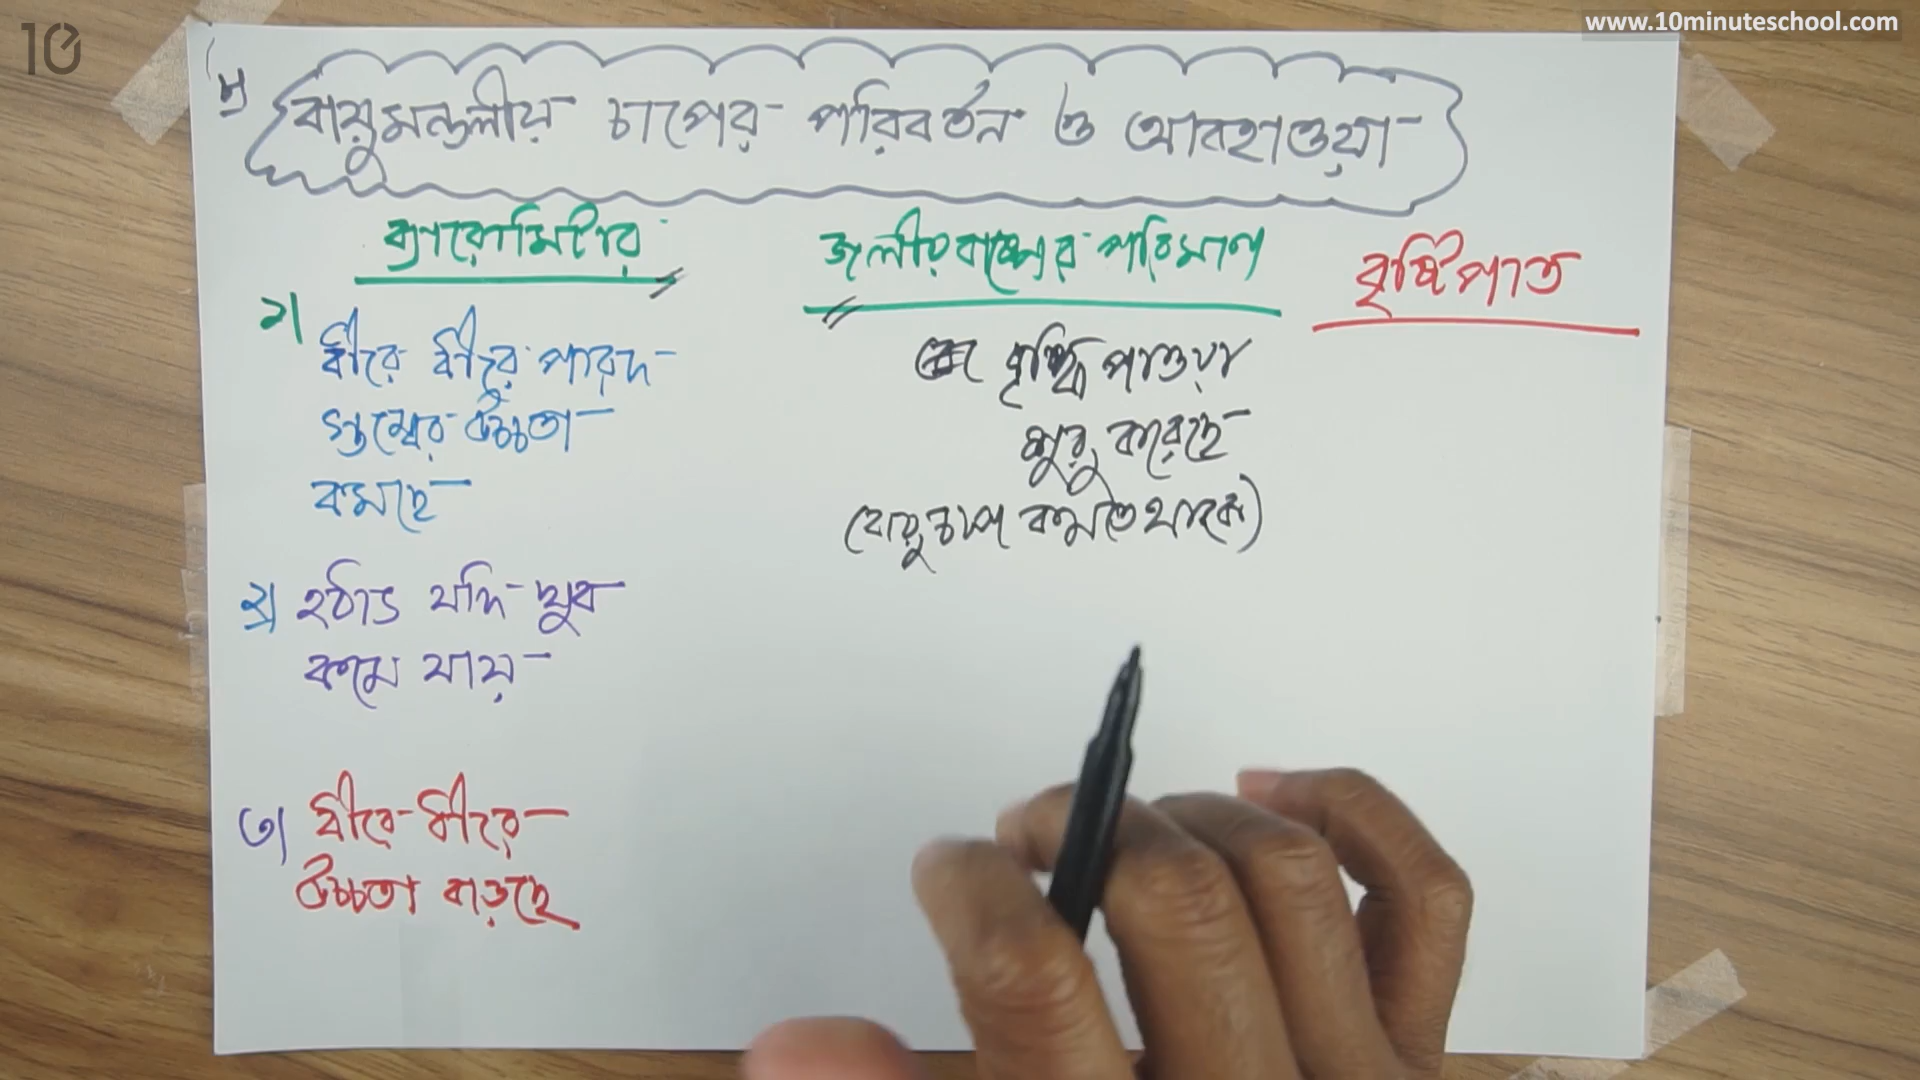 10
www.10minuteschool.com
বায়ুমন্ডলীয় চাপের পরিবর্তন ও আবহাওয়া
ব্যারোমিটার
জলীয়বাষ্পের পরিমাণ
বৃষ্টিপাত
১।
ধীরে ধীরে পারদ
স্তম্ভের উচ্চতা
কমছে
বৃদ্ধি পাওয়া
শুরু করেছে
(বায়ুচাপ কমতে থাকে)
২। হঠাৎ যদি খুব
কমে যায়
৩। ধীরে ধীরে
উচ্চতা বাড়ছে